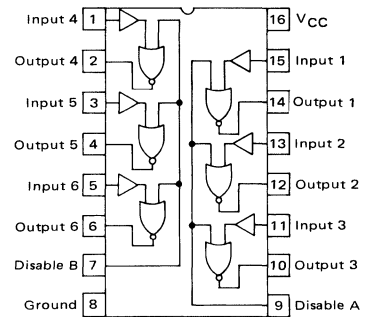 Input 4 1
Output 4 2
Input 5 3
Output 5 4
Input 6 5
Output 6 6
Disable B 7
Ground 8
16 VCC
15 Input 1
14 Output 1
13 Input 2
12 Output 2
11 Input 3
10 Output 3
9 Disable A